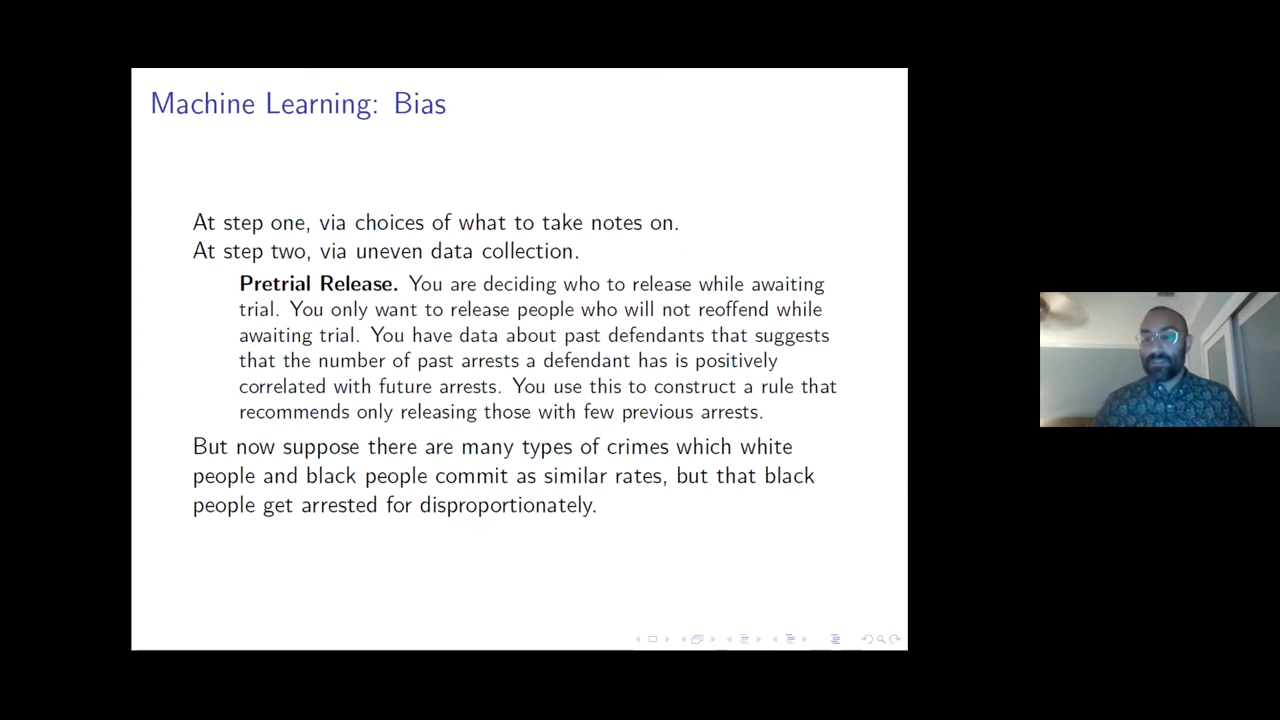 Machine Learning: Bias
At step one, via choices of what to take notes on.
At step two, via uneven data collection.
Pretrial Release. You are deciding who to release while awaiting
trial. You only want to release people who will not reoffend while
awaiting trial. You have data about past defendants that suggests
that the number of past arrests a defendant has is positively
correlated with future arrests. You use this to construct a rule that
recommends only releasing those with few previous arrests.
But now suppose there are many types of crimes which white
people and black people commit as similar rates, but that black
people get arrested for disproportionately.